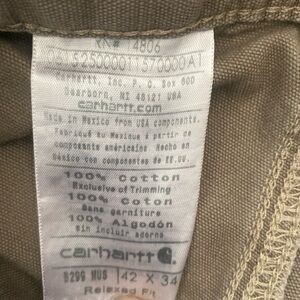 RN# 14806
Carhartt, Inc. P.O. Box 600
Dearborn, MI 48121 USA
carhartt.com
Made in Mexico from USA components.
Fabriqué au Mexique à partir de
composants américains Hecho en
México con componentes de EE.UU.
100% Cotton
Exclusive of Trimming
100% Coton
Sans garniture
100% Algodón
Sin incluir adorno
carhartt
B299 MUS 42 X 34
Relaxed Fit